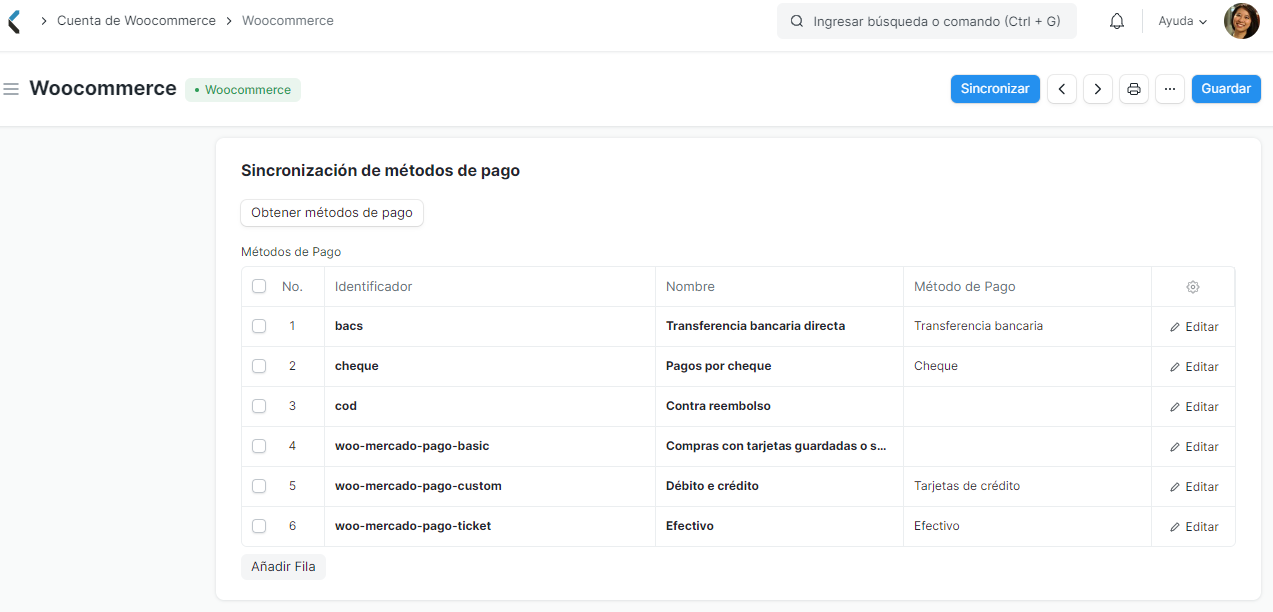 Cuenta de Woocommerce Woocommerce Ingresar búsqueda o comando (Ctrl + G) Ayuda
Woocommerce • Woocommerce Sincronizar ... Guardar
Sincronización de métodos de pago
Obtener métodos de pago
Métodos de Pago
No. Identificador Nombre Método de Pago
1 bacs Transferencia bancaria directa Transferencia bancaria Editar
2 cheque Pagos por cheque Cheque Editar
3 cod Contra reembolso Editar
4 woo-mercado-pago-basic Compras con tarjetas guardadas o s... Editar
5 woo-mercado-pago-custom Débito e crédito Tarjetas de crédito Editar
6 woo-mercado-pago-ticket Efectivo Efectivo Editar
Añadir Fila